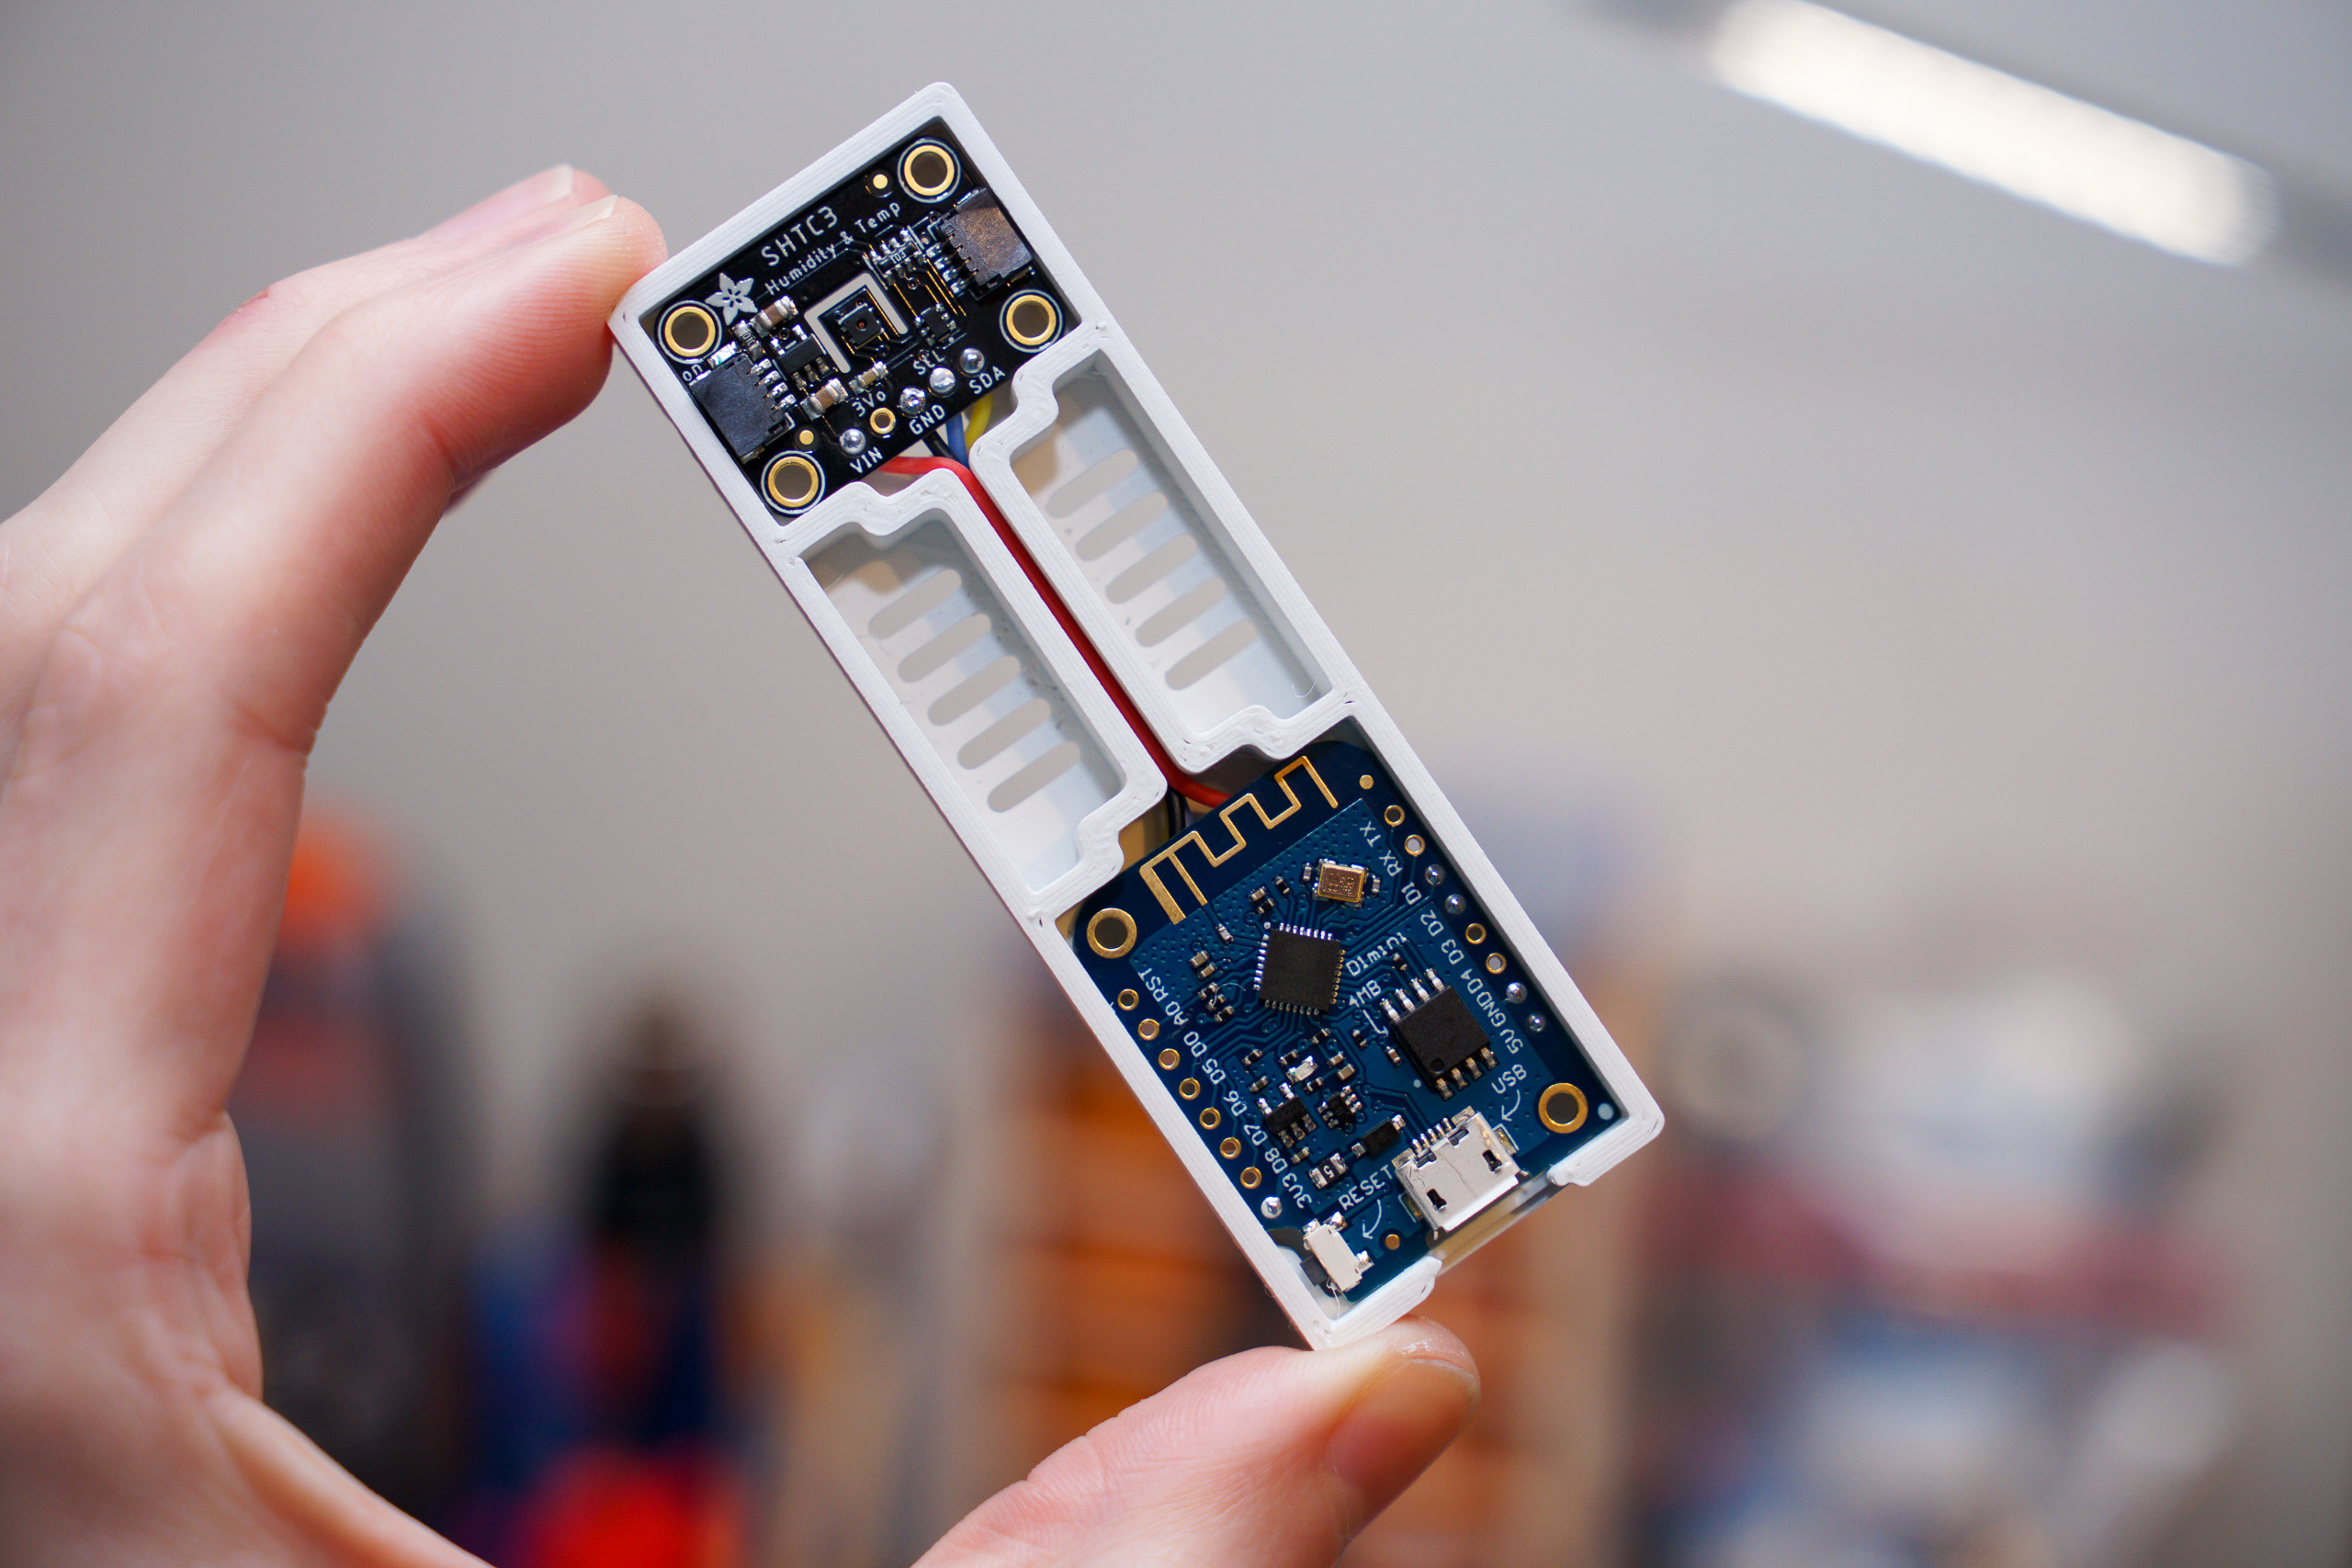 SHTC3
Humidity & Temp
on
3Vo
SCL
VIN
GND
SDA
TX
RX
D1
D2
D3
D4
GND
5V
RST
A0
D0
D5
D6
D7
D8
3V3
D1mini
4MB
USB
RESET